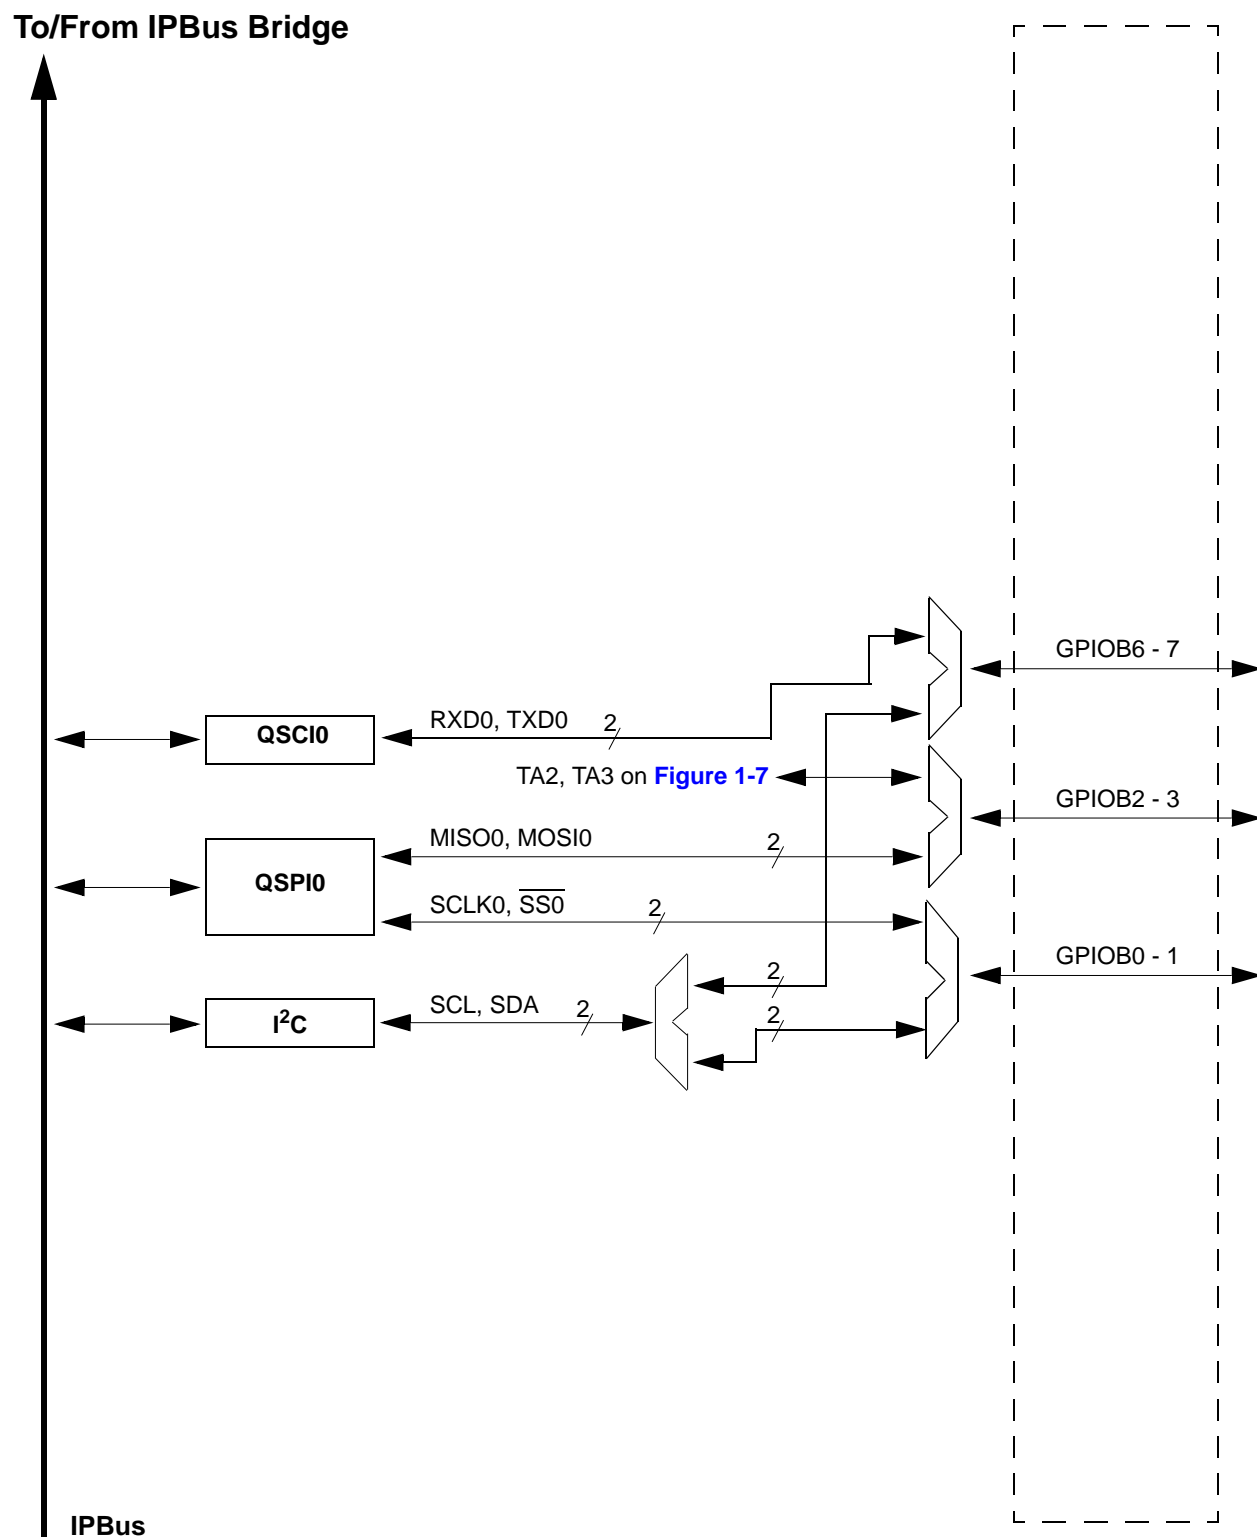 To/From IPBus Bridge
GPIOB6 - 7
RXD0, TXD0
2
QSCI0
TA2, TA3 on Figure 1-7
GPIOB2 - 3
MISO0, MOSI0
2
QSPI0
SCLK0, S̅S̅0̅
2
GPIOB0 - 1
2
SCL, SDA
2
2
I²C
IPBus